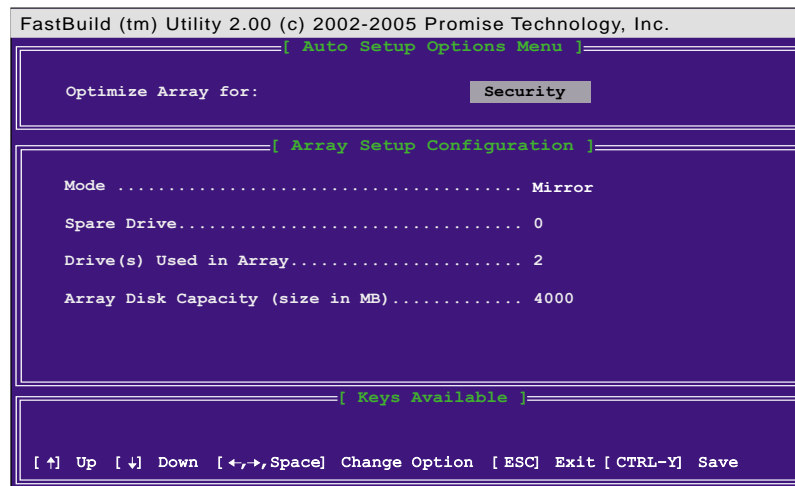 FastBuild (tm) Utility 2.00 (c) 2002-2005 Promise Technology, Inc.
[ Auto Setup Options Menu ]
Optimize Array for: Security
[ Array Setup Configuration ]
Mode ........................................ Mirror
Spare Drive.................................. 0
Drive(s) Used in Array....................... 2
Array Disk Capacity (size in MB)............. 4000
[ Keys Available ]
[↑] Up [↓] Down [←,→,Space] Change Option [ESC] Exit [CTRL-Y] Save